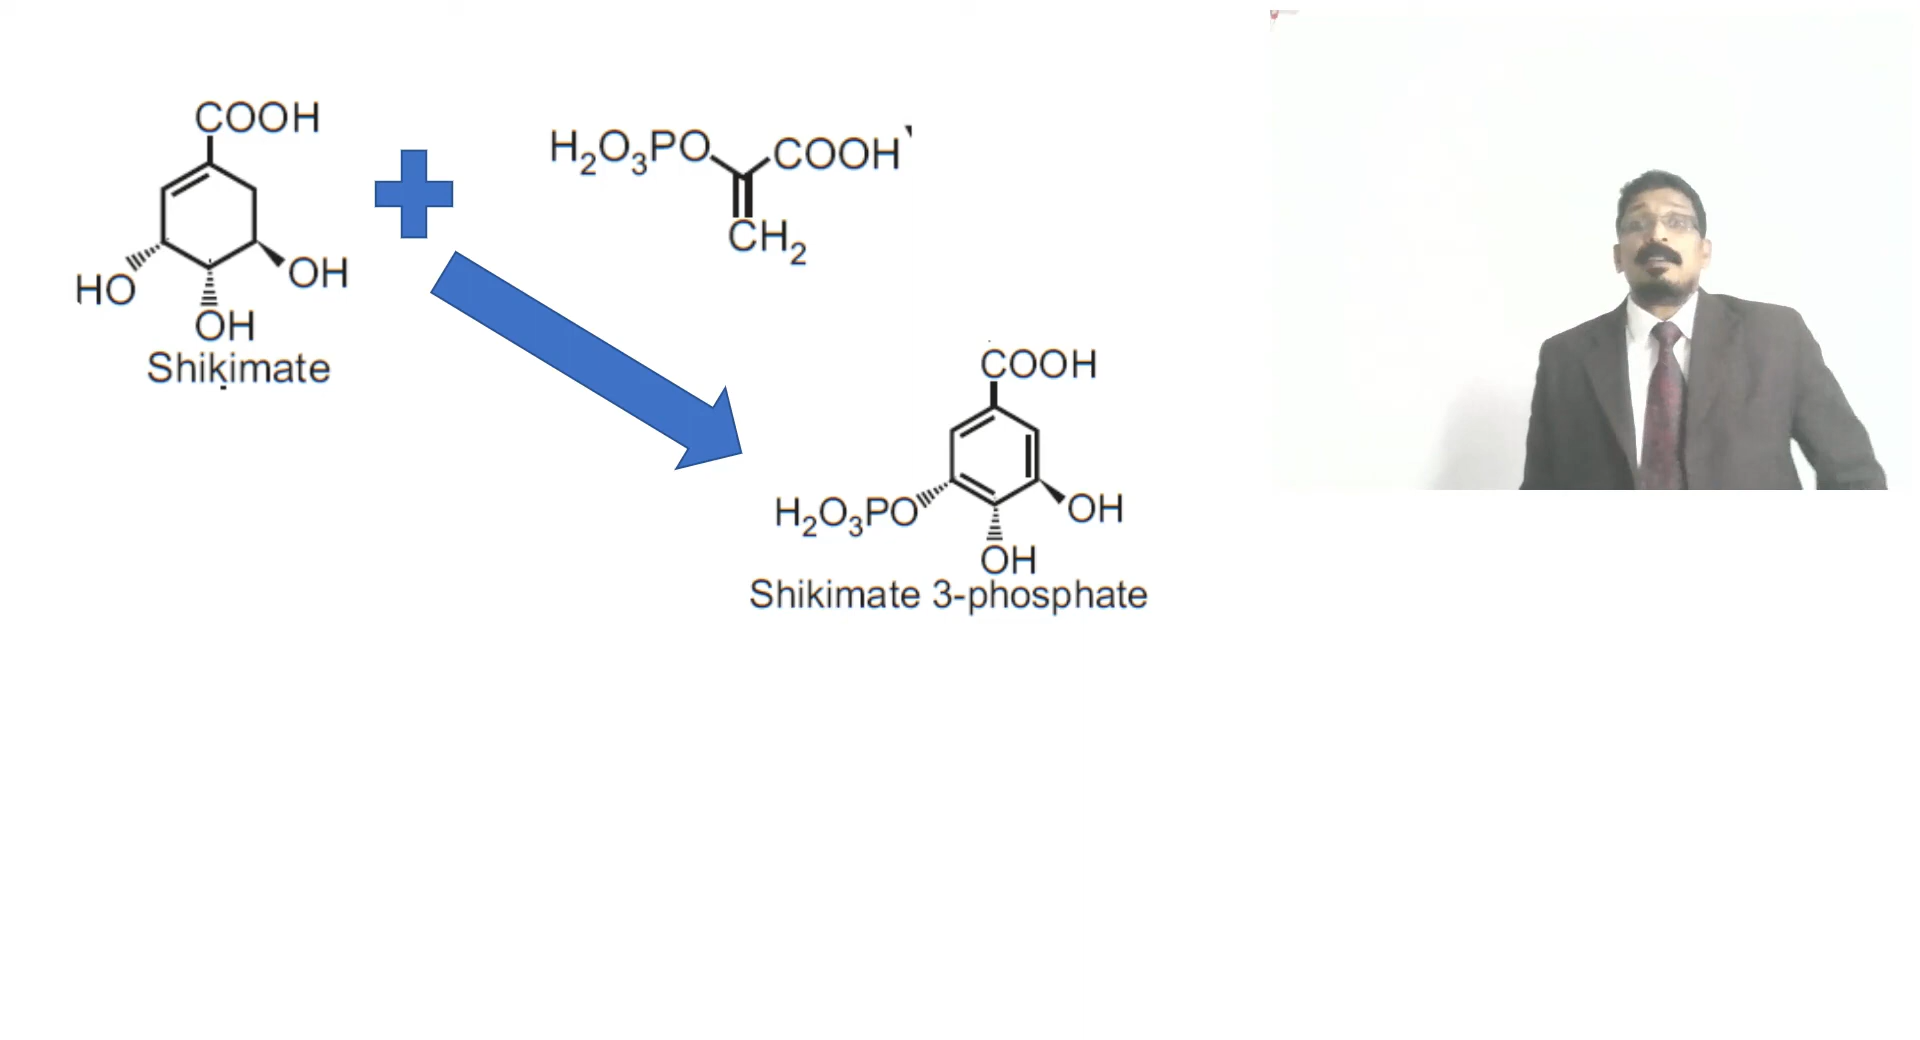 COOH
HO
OH
OH
Shikimate
H2O3PO
COOH
CH2
COOH
H2O3PO
OH
OH
Shikimate 3-phosphate